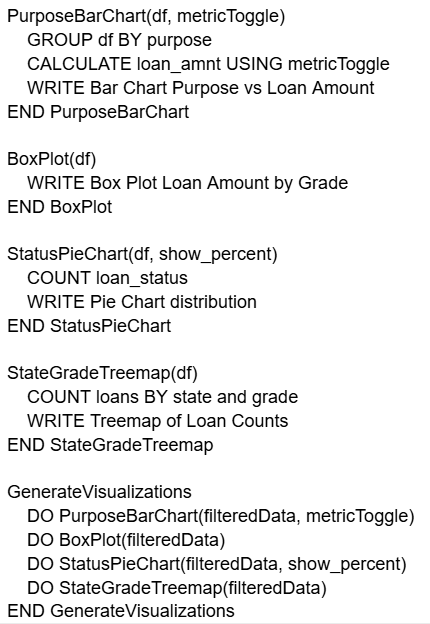 PurposeBarChart(df, metricToggle)
GROUP df BY purpose
CALCULATE loan_amnt USING metricToggle
WRITE Bar Chart Purpose vs Loan Amount
END PurposeBarChart
BoxPlot(df)
WRITE Box Plot Loan Amount by Grade
END BoxPlot
StatusPieChart(df, show_percent)
COUNT loan_status
WRITE Pie Chart distribution
END StatusPieChart
StateGradeTreemap(df)
COUNT loans BY state and grade
WRITE Treemap of Loan Counts
END StateGradeTreemap
GenerateVisualizations
DO PurposeBarChart(filteredData, metricToggle)
DO BoxPlot(filteredData)
DO StatusPieChart(filteredData, show_percent)
DO StateGradeTreemap(filteredData)
END GenerateVisualizations